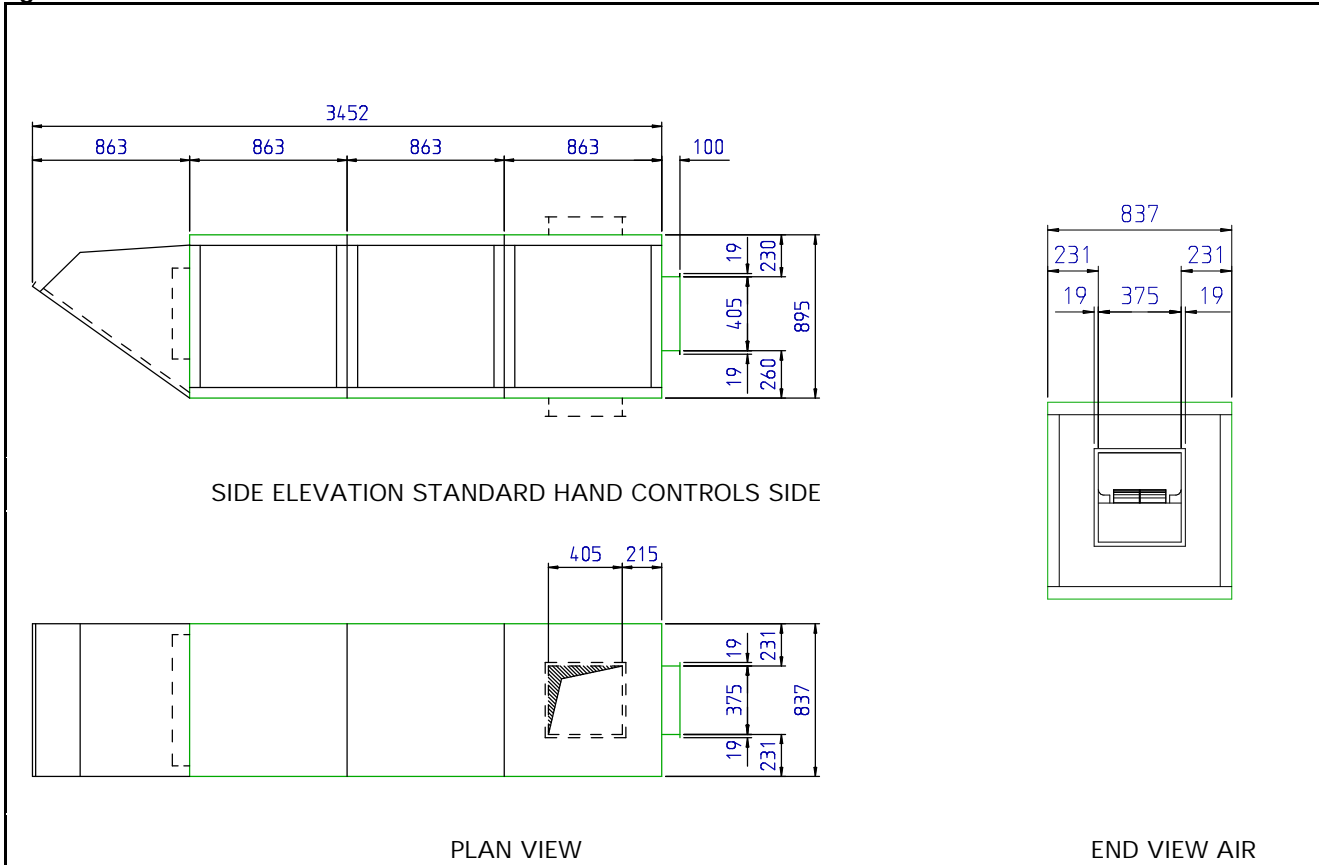 3452
863 863 863 863 100
19 230
405 895
19 260
SIDE ELEVATION STANDARD HAND CONTROLS SIDE
837
231 231
19 375 19
405 215
19 231
375 837
19 231
PLAN VIEW
END VIEW AIR